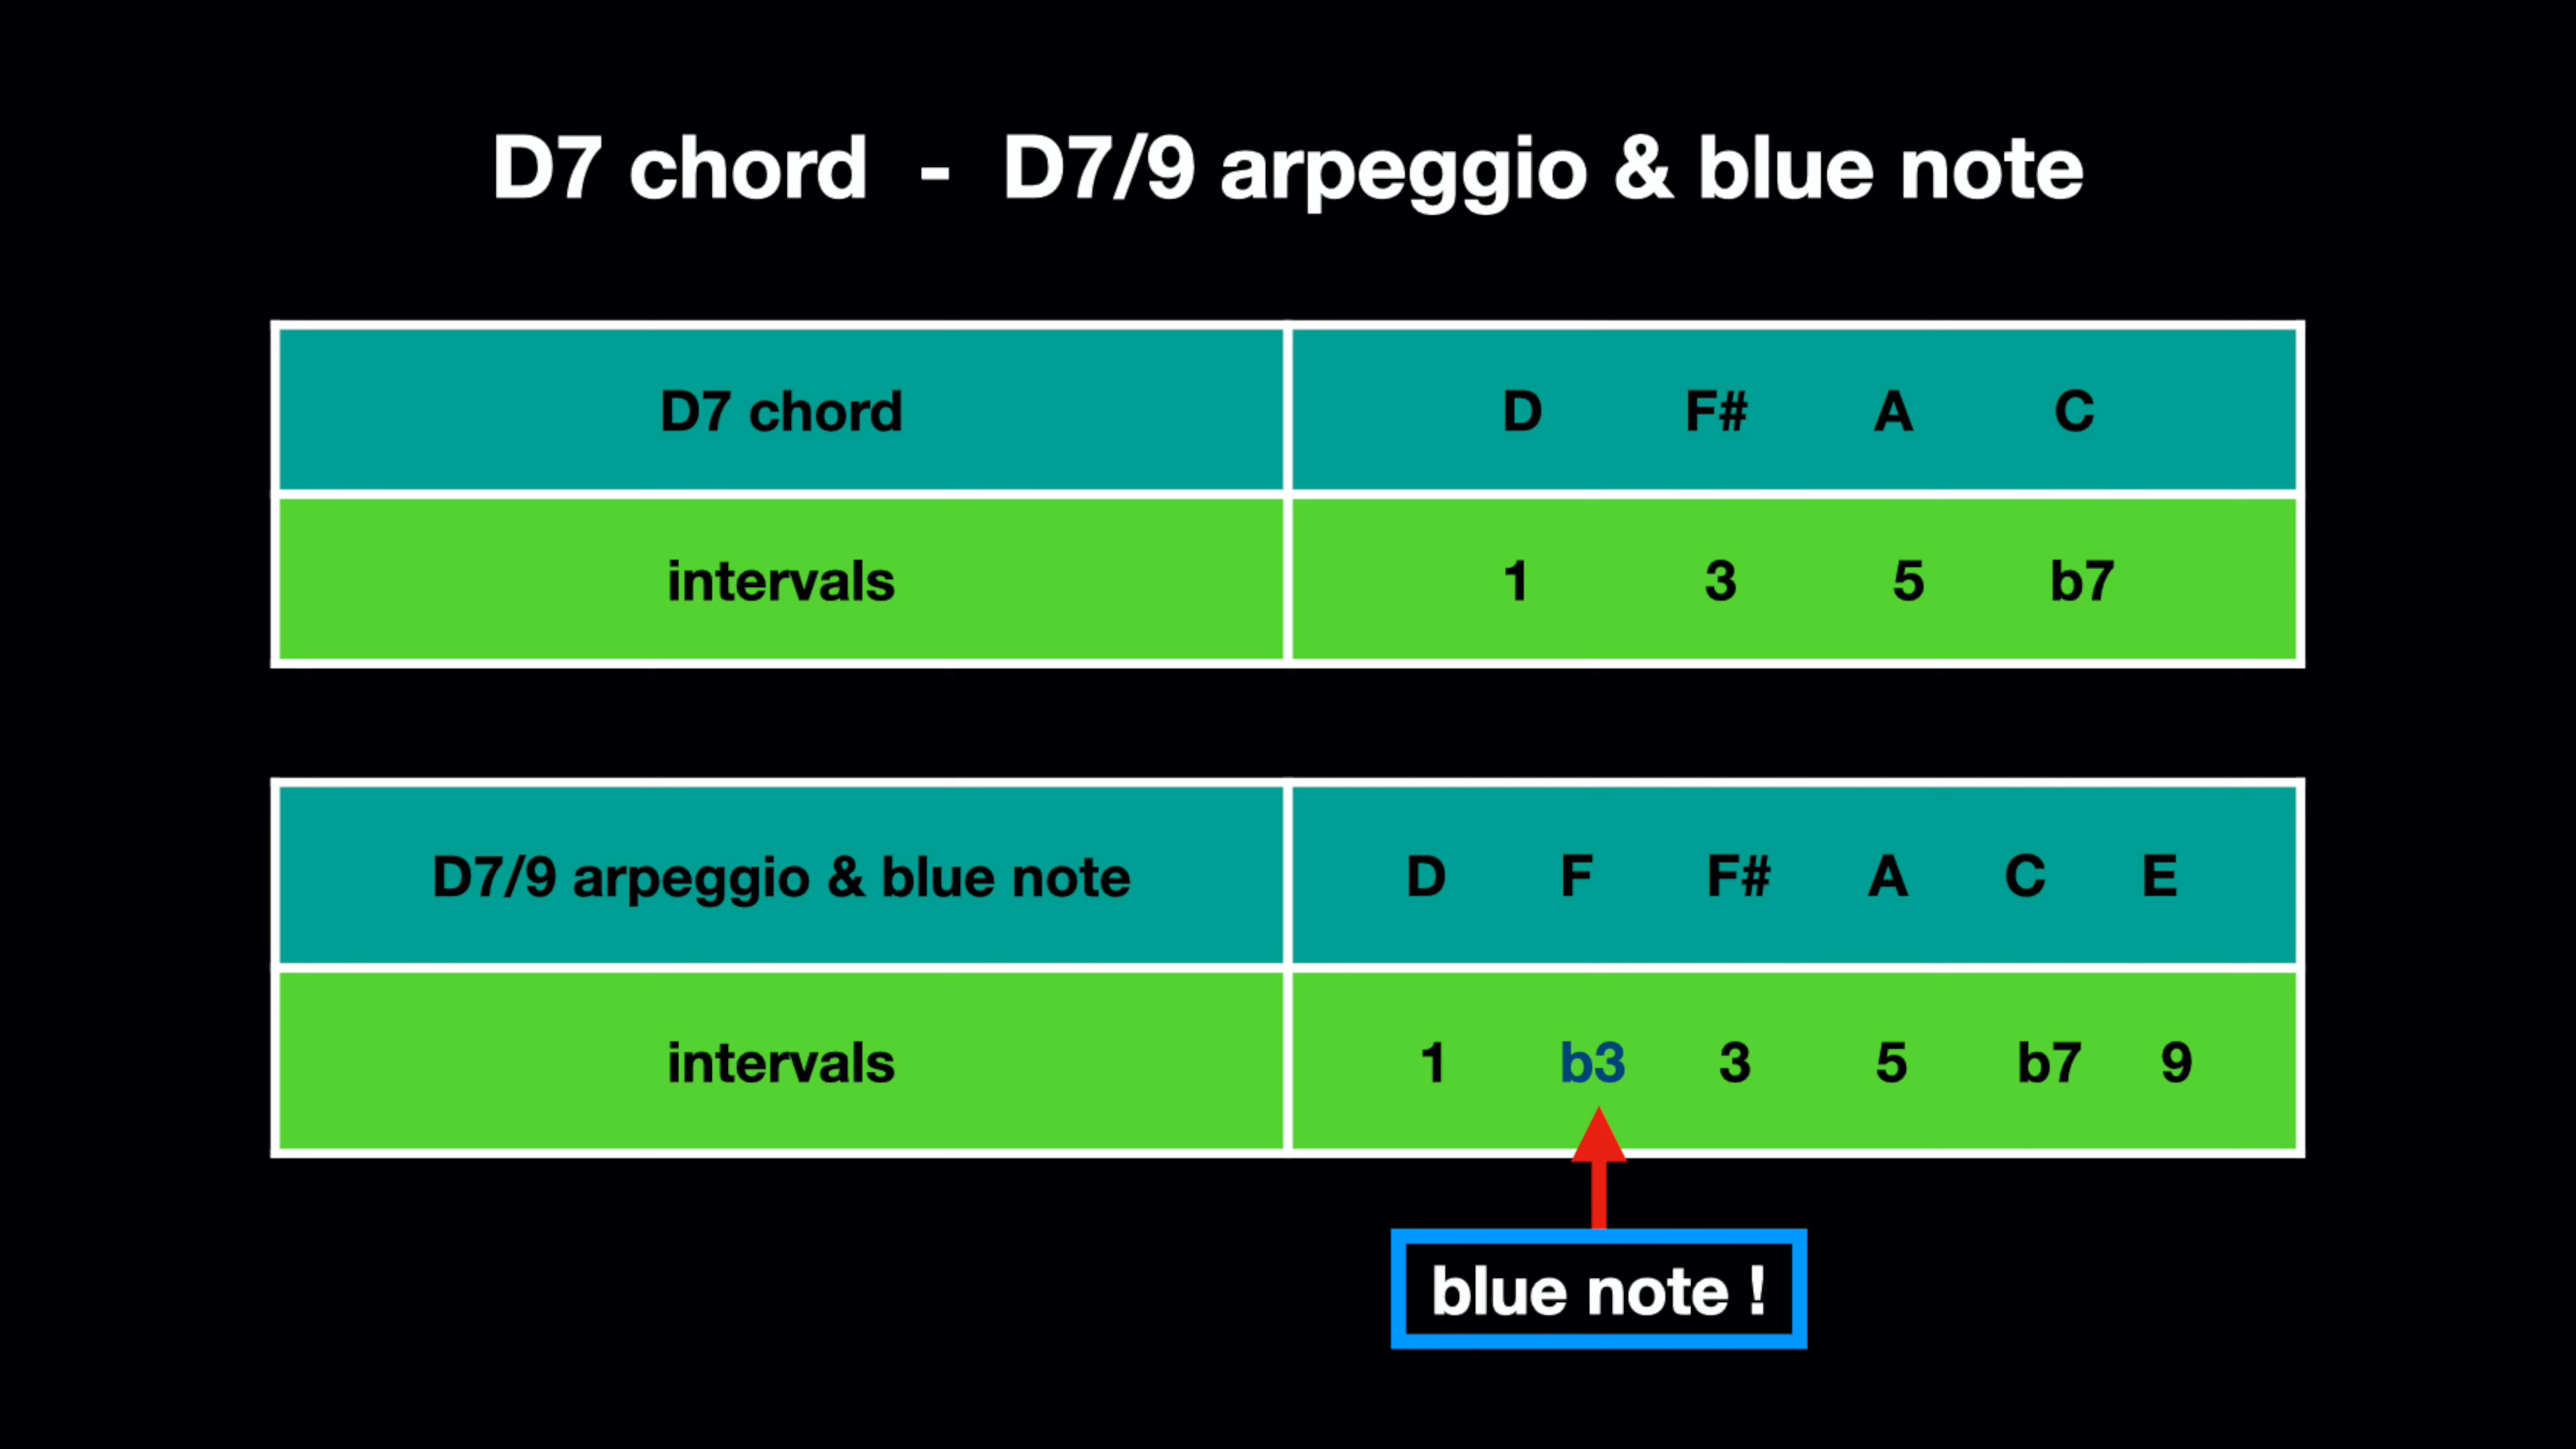 D7 chord - D7/9 arpeggio & blue note
D7 chord D F# A C
intervals 1 3 5 b7
D7/9 arpeggio & blue note D F F# A C E
intervals 1 b3 3 5 b7 9
blue note !